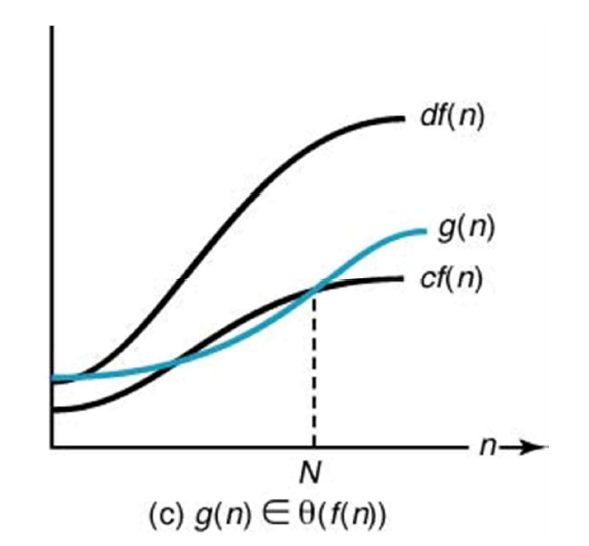 df(n)
g(n)
cf(n)
n
N
(c) g(n) ∈ θ(f(n))